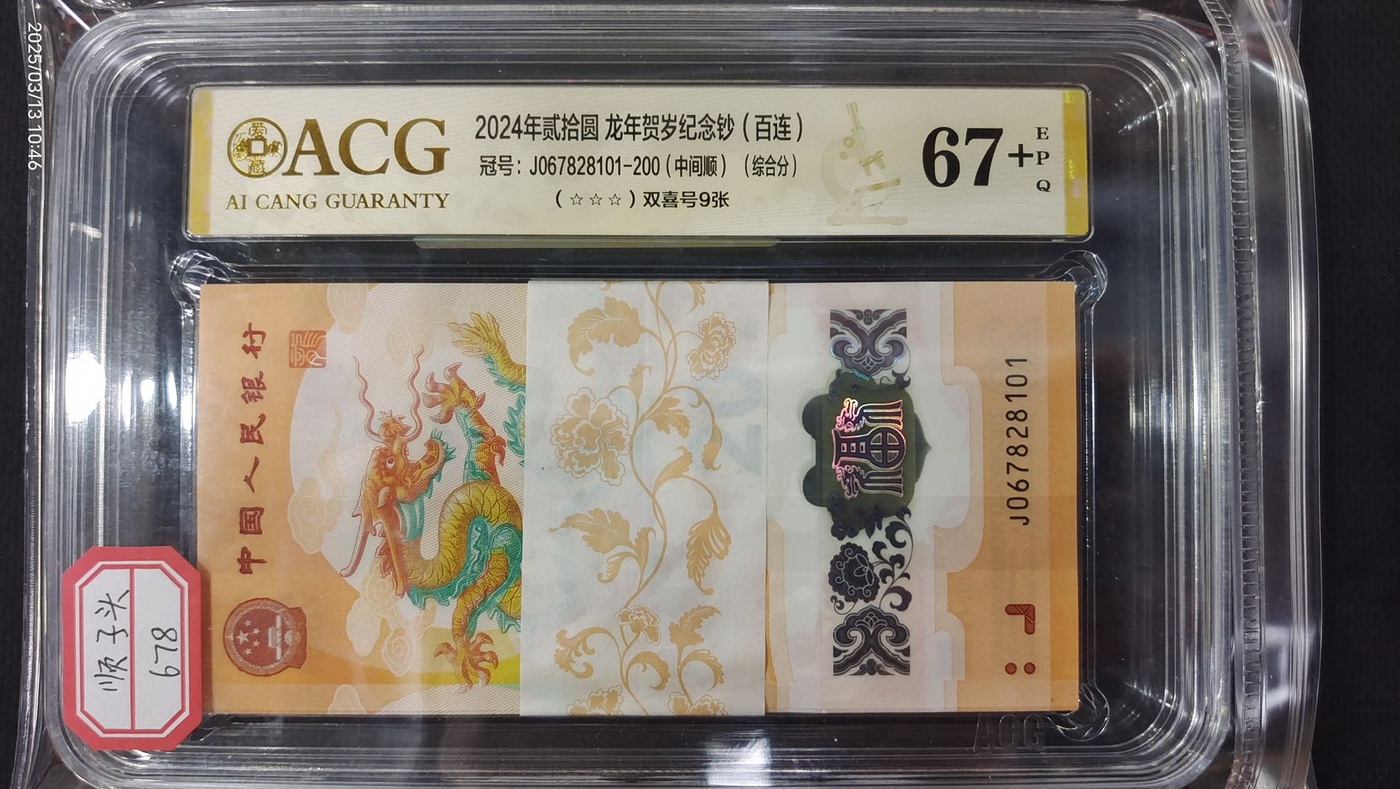 2025/03/13 10:46
ACG
AI CANG GUARANTY
2024年贰拾圆 龙年贺岁纪念钞（百连）
冠号：J067828101-200（中间顺）（综合分）
（☆☆☆）双喜号9张
67+
EPQ
中国人民银行
福
J067828101
顺子头
678
ACG